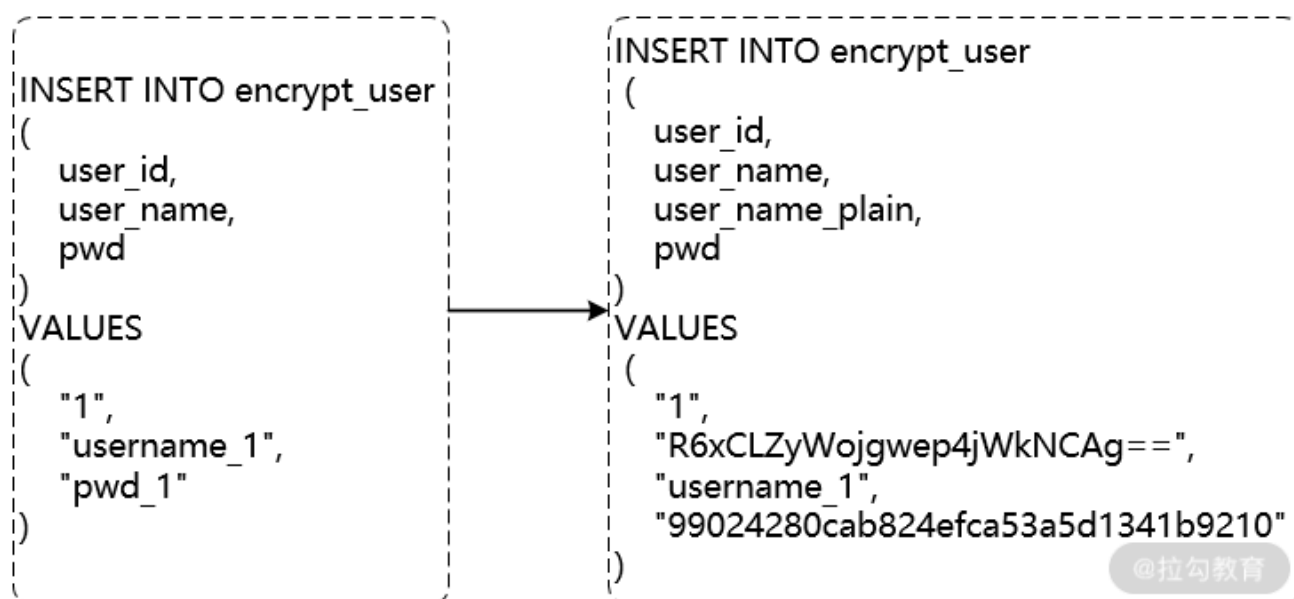 INSERT INTO encrypt_user
(
user_id,
user_name,
pwd
)
VALUES
(
"1",
"username_1",
"pwd_1"
)
INSERT INTO encrypt_user
(
user_id,
user_name,
user_name_plain,
pwd
)
VALUES
(
"1",
"R6xCLZyWojgwep4jWkNCAg==",
"username_1",
"99024280cab824efca53a5d1341b9210"
)
@拉勾教育